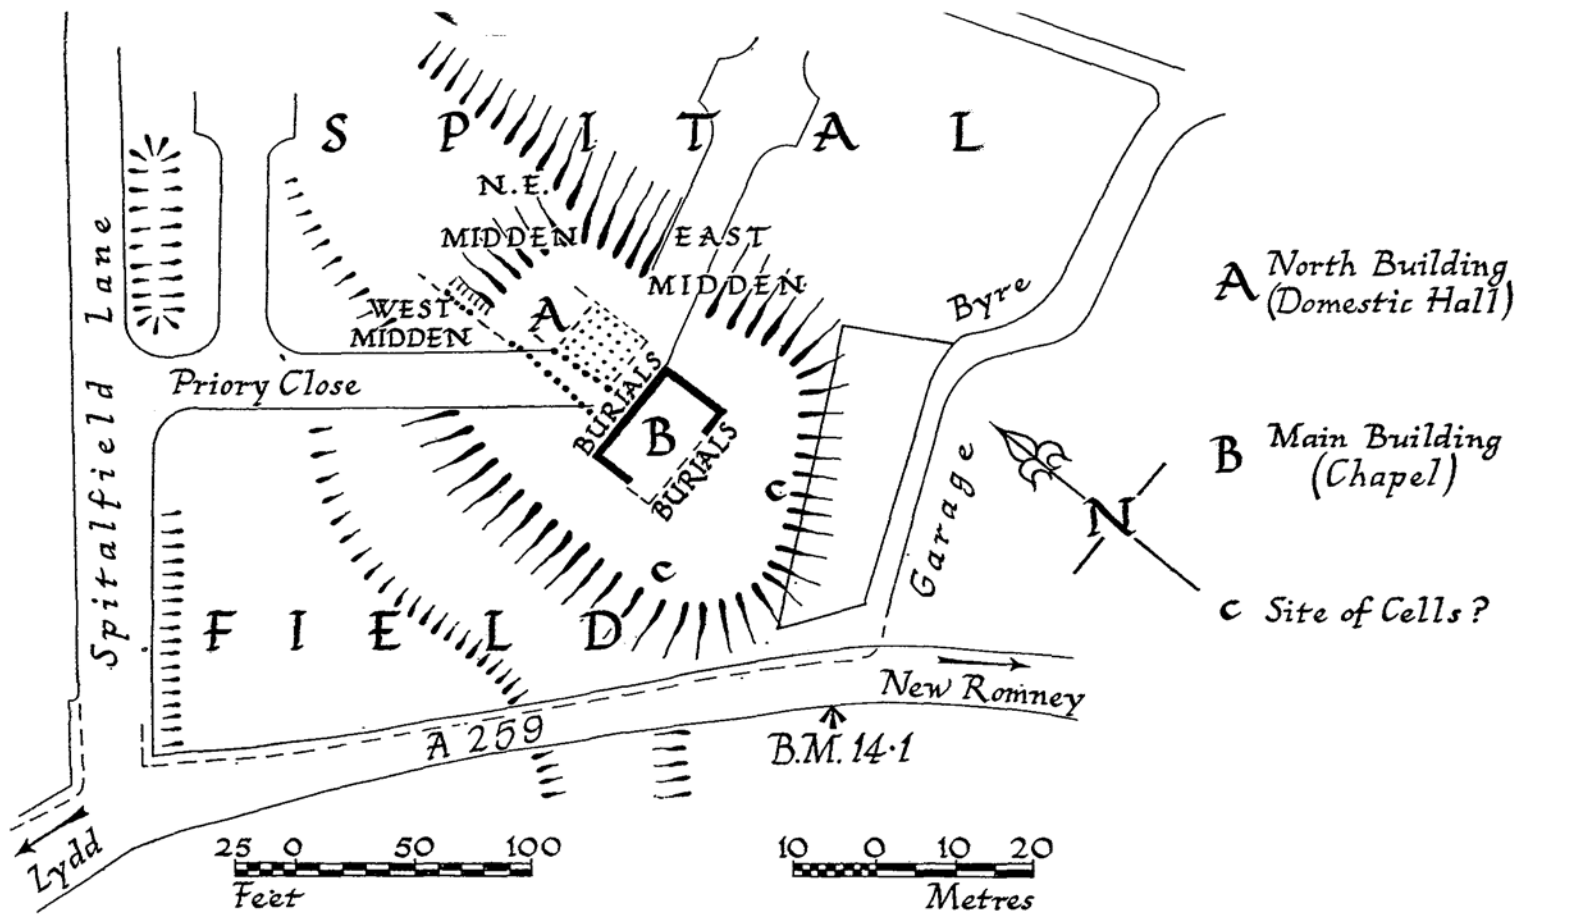 S P I T A L
N.E.
MIDDEN
EAST
MIDDEN
WEST
MIDDEN
A
Byre
Priory Close
BURIALS
B
BURIALS
Spitalfield Lane
C
C
Garage
N
F I E L D
New Romney
A 259
B.M. 14·1
Lydd
25 0 50 100
Feet
10 0 10 20
Metres
A North Building
(Domestic Hall)
B Main Building
(Chapel)
C Site of Cells?